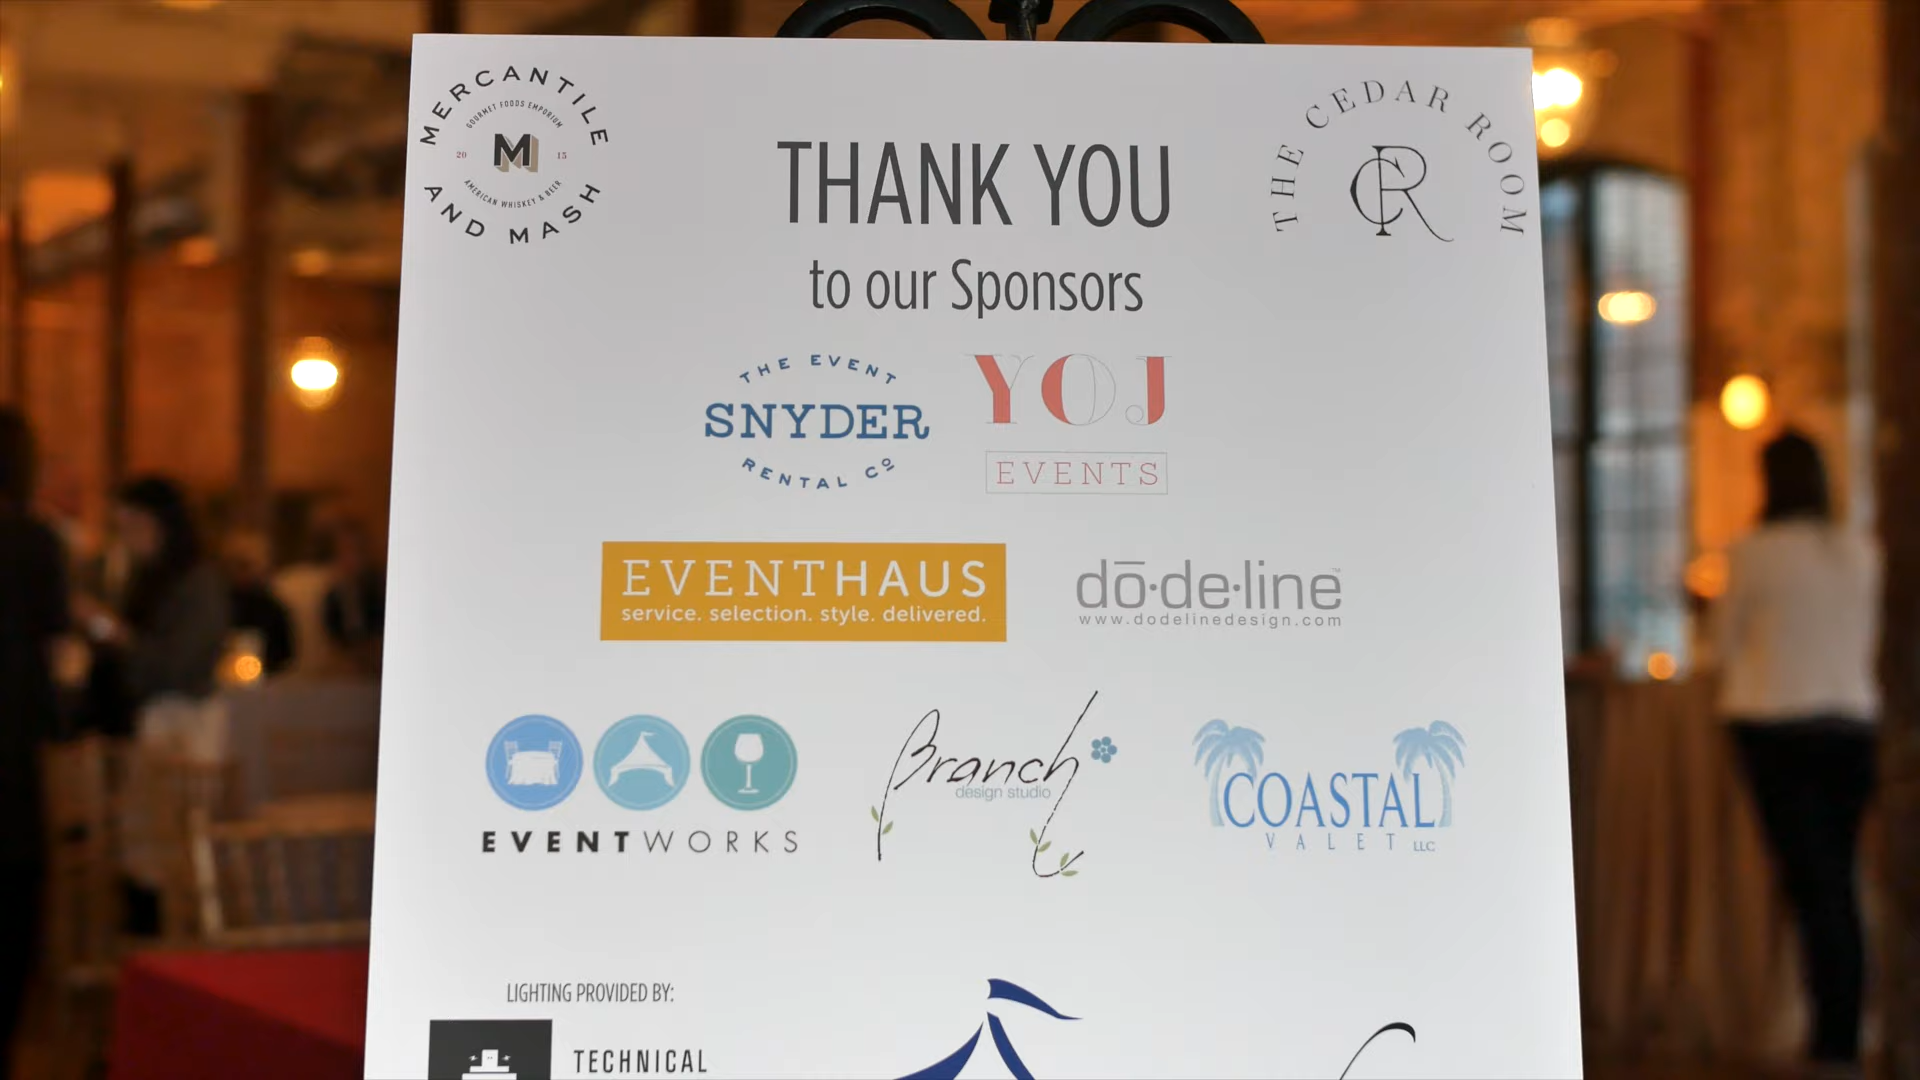 MERCANTILE
GOURMET FOODS EMPORIUM
20 M 15
AMERICAN WHISKEY & BEER
AND MASH
THE CEDAR ROOM
CR
THANK YOU
to our Sponsors
THE EVENT
SNYDER
RENTAL CO
YOJ
EVENTS
EVENTHAUS
service. selection. style. delivered.
dō·de·line™
www.dodelinedesign.com
EVENTWORKS
Branch
design studio
COASTAL
VALET LLC
LIGHTING PROVIDED BY:
TECHNICAL